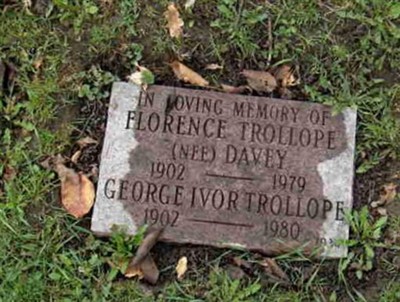 IN LOVING MEMORY OF
FLORENCE TROLLOPE
(NEE) DAVEY
1902 — 1979
GEORGE IVOR TROLLOPE
1902 — 1980